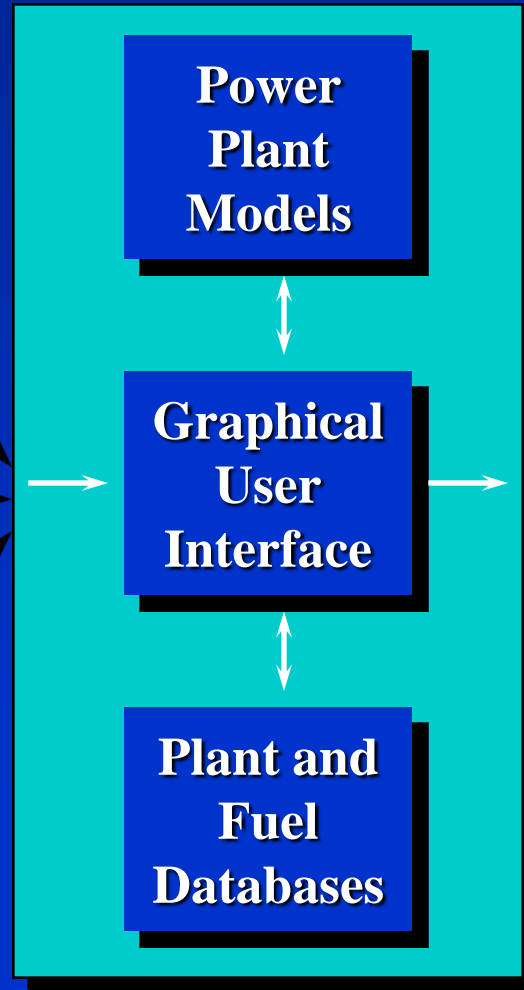 Power
Plant
Models
Graphical
User
Interface
Plant and
Fuel
Databases